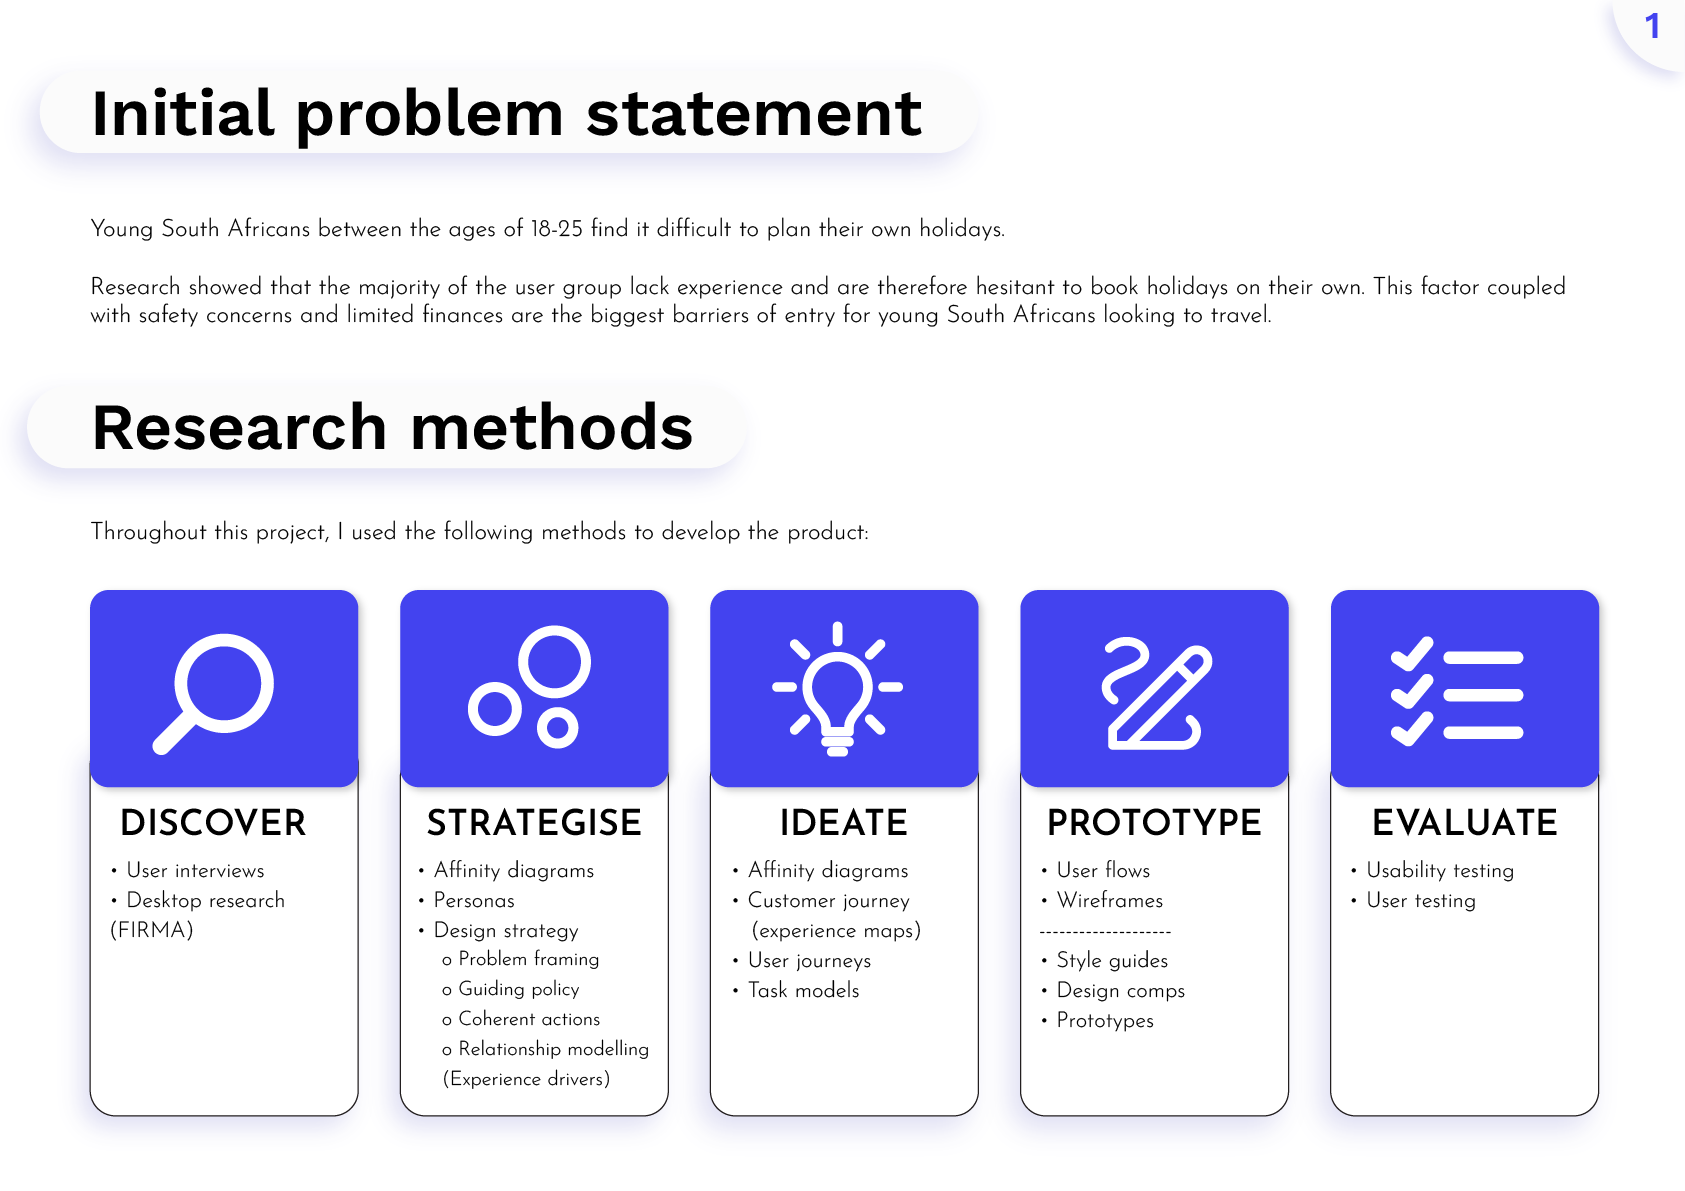 1
Initial problem statement
Young South Africans between the ages of 18-25 find it difficult to plan their own holidays.
Research showed that the majority of the user group lack experience and are therefore hesitant to book holidays on their own. This factor coupled
with safety concerns and limited finances are the biggest barriers of entry for young South Africans looking to travel.
Research methods
Throughout this project, I used the following methods to develop the product:
DISCOVER
• User interviews
• Desktop research
(FIRMA)
STRATEGISE
• Affinity diagrams
• Personas
• Design strategy
o Problem framing
o Guiding policy
o Coherent actions
o Relationship modelling
(Experience drivers)
IDEATE
• Affinity diagrams
• Customer journey
(experience maps)
• User journeys
• Task models
PROTOTYPE
• User flows
• Wireframes
--------------------
• Style guides
• Design comps
• Prototypes
EVALUATE
• Usability testing
• User testing